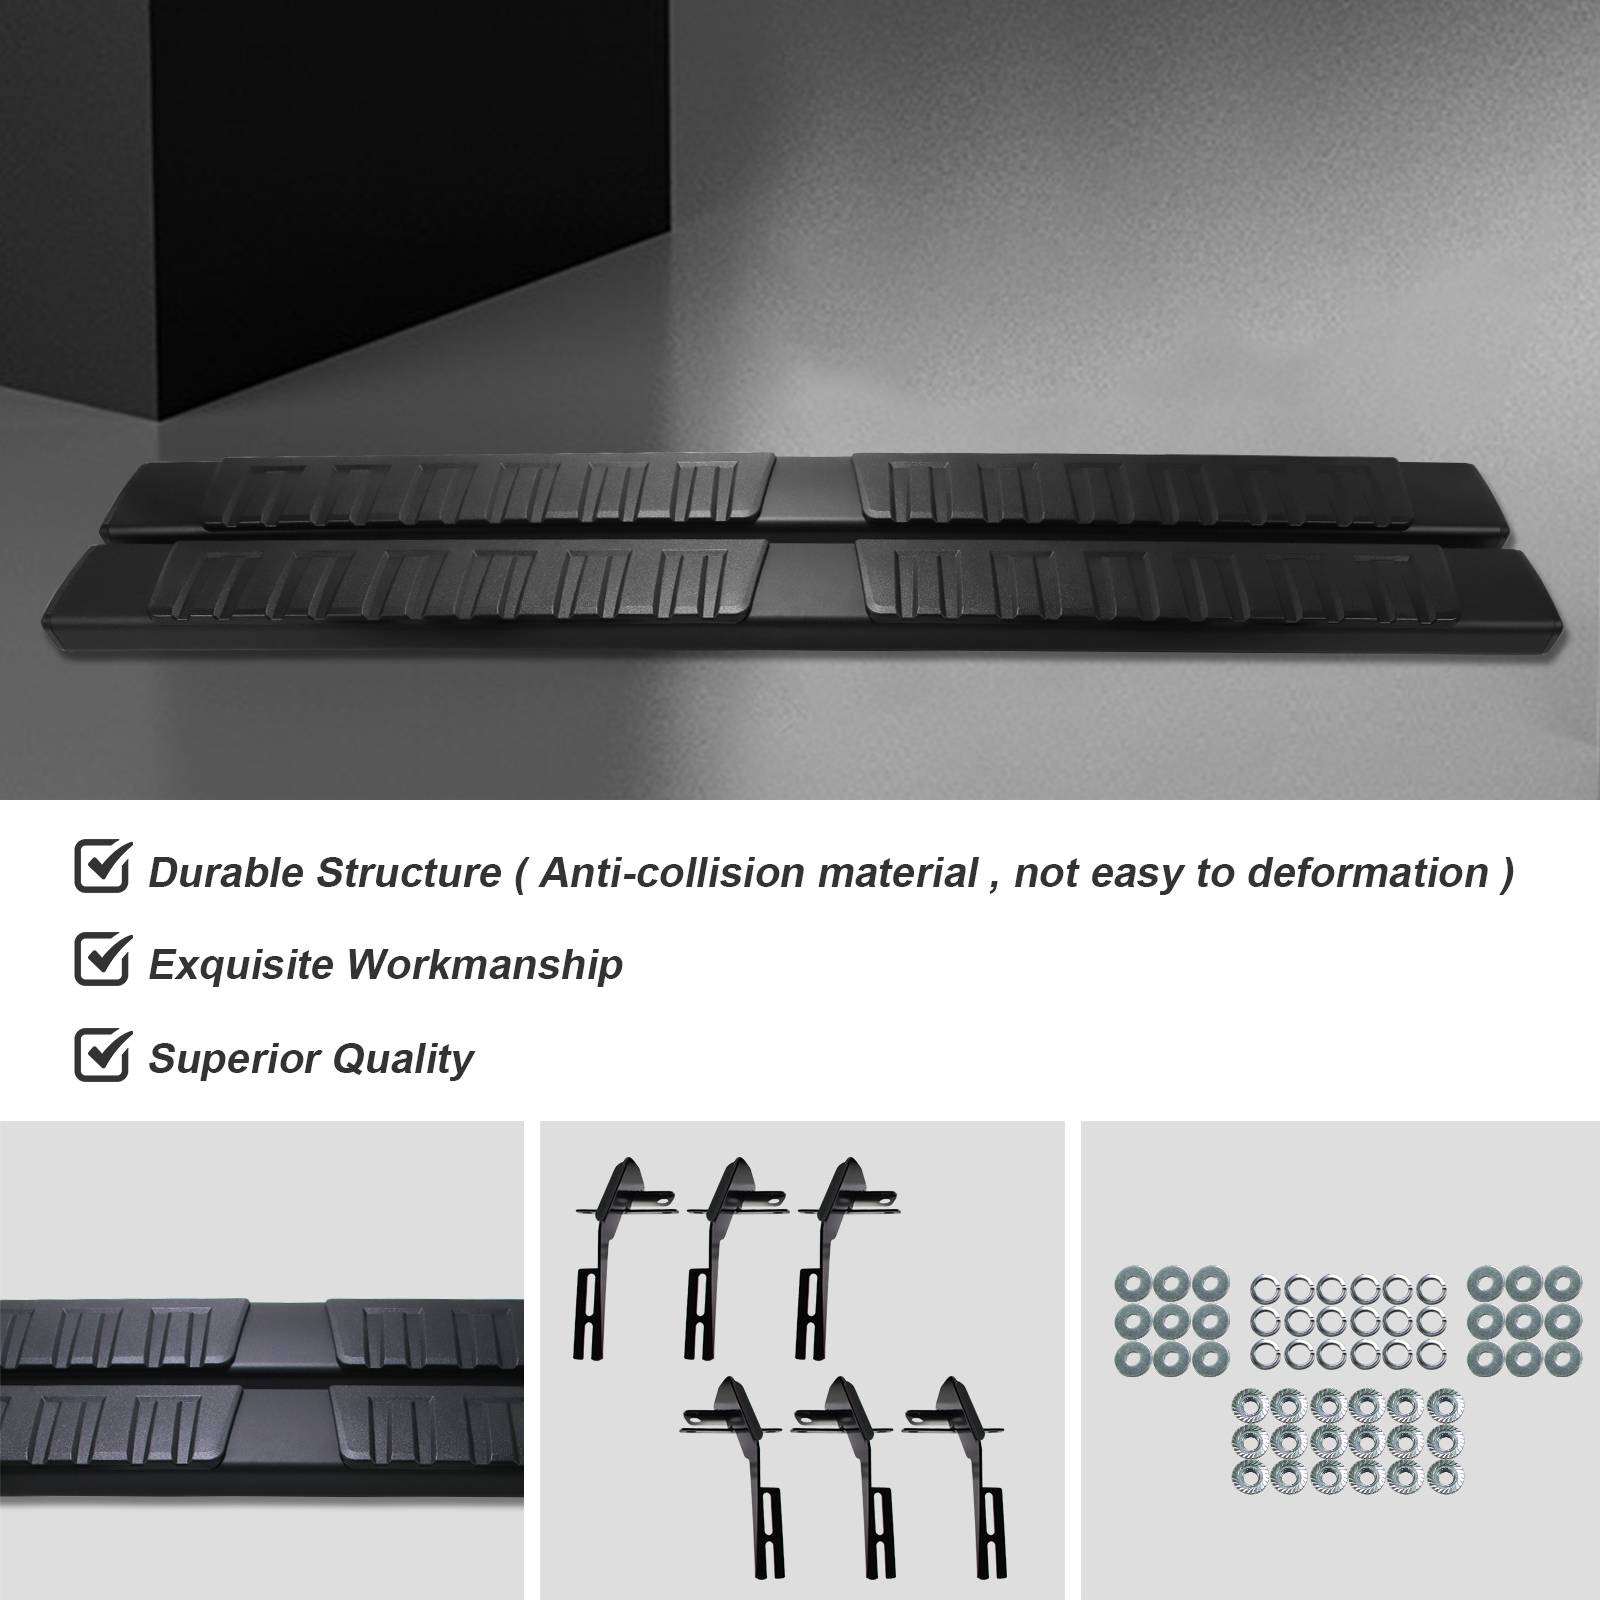 Durable Structure ( Anti-collision material , not easy to deformation )
Exquisite Workmanship
Superior Quality